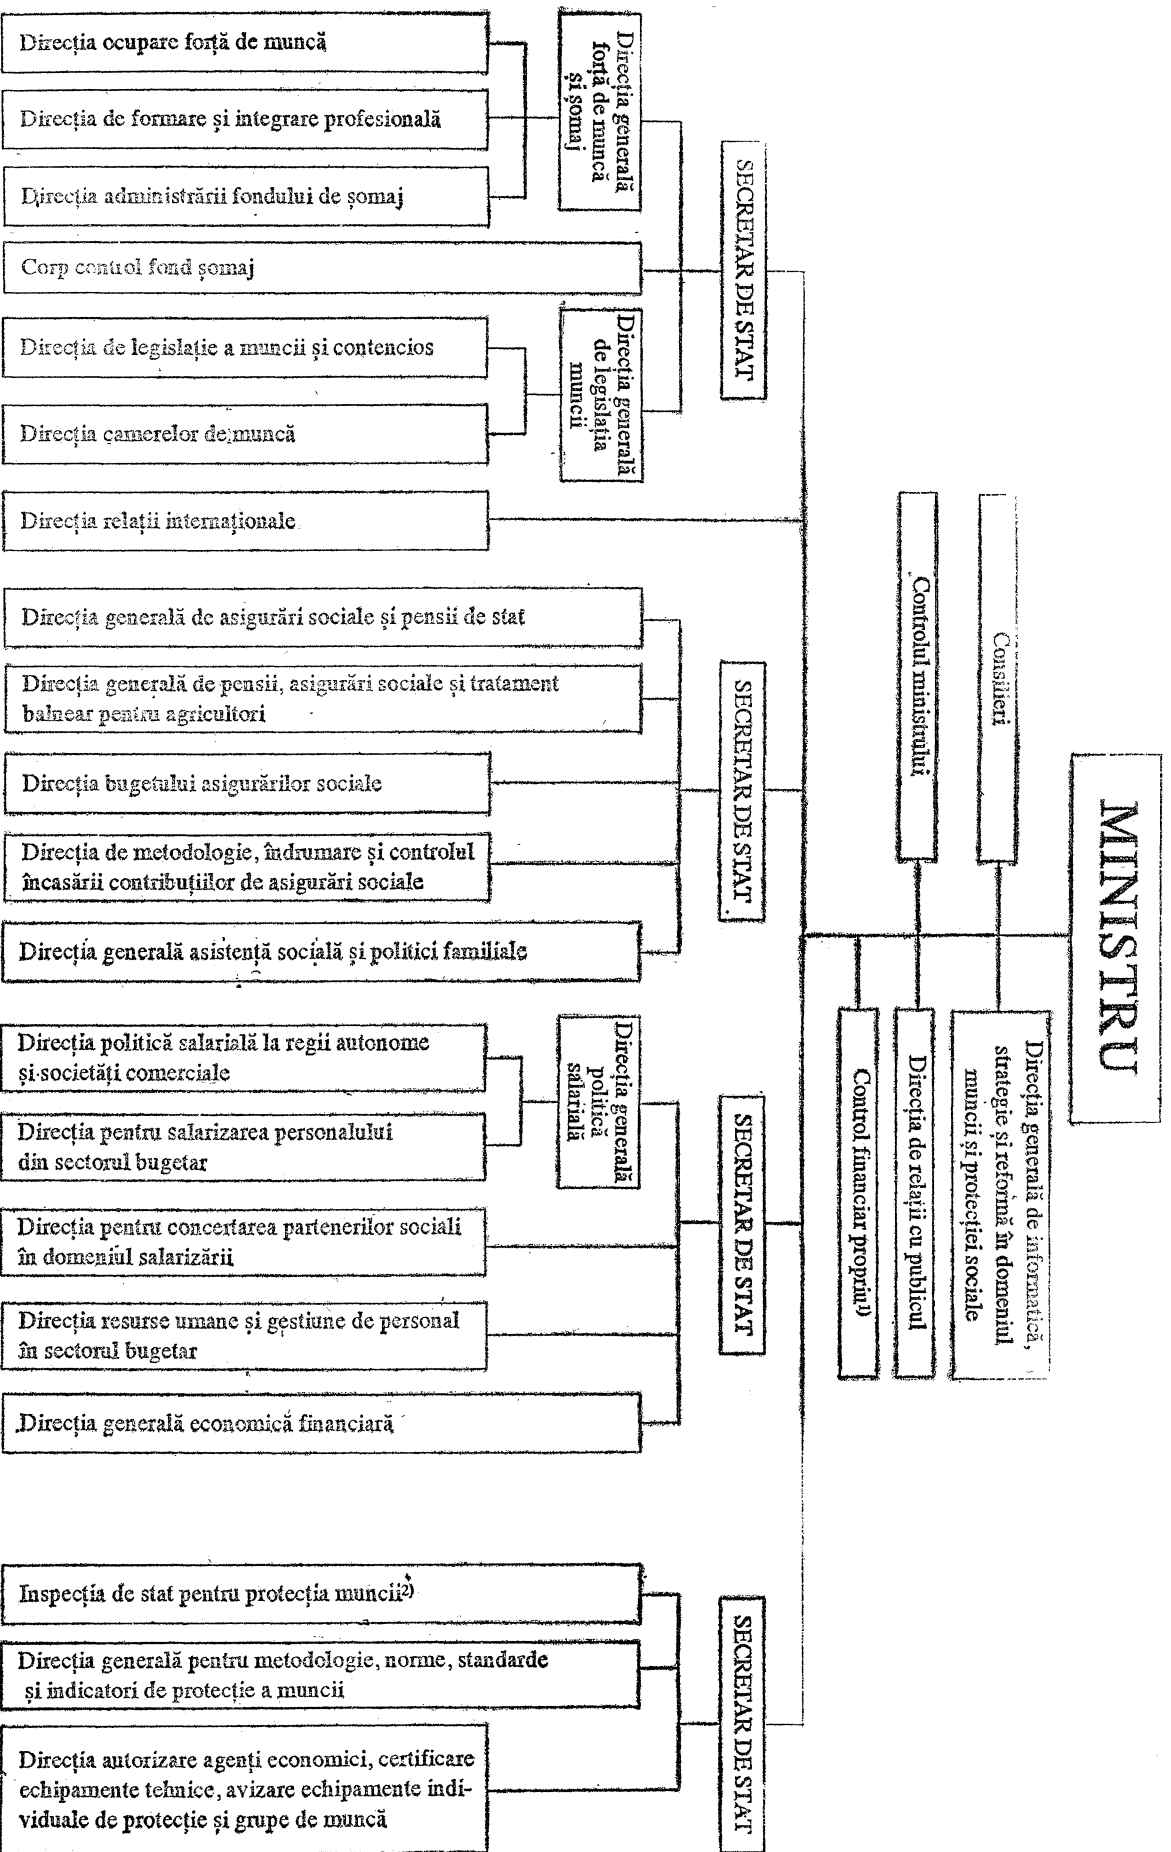 MINISTRU
Consilieri
Direcția generală de informatică,
strategie și reformă în domeniul
muncii și protecției sociale
Controlul ministrului
Direcția de relații cu publicul
Control financiar propriu1)
SECRETAR DE STAT
Direcția generală
forță de muncă
și șomaj
Direcția ocupare forță de muncă
Direcția de formare și integrare profesională
Direcția administrării fondului de șomaj
Corp control fond șomaj
Direcția generală
de legislația
muncii
Direcția de legislație a muncii și contencios
Direcția camerelor de muncă
Direcția relații internaționale
SECRETAR DE STAT
Direcția generală de asigurări sociale și pensii de stat
Direcția generală de pensii, asigurări sociale și tratament
balnear pentru agricultori
Direcția bugetului asigurărilor sociale
Direcția de metodologie, îndrumare și controlul
încasării contribuțiilor de asigurări sociale
Direcția generală asistență socială și politici familiale
SECRETAR DE STAT
Direcția generală
politică
salarială
Direcția politică salarială la regii autonome
și societăți comerciale
Direcția pentru salarizarea personalului
din sectorul bugetar
Direcția pentru concertarea partenerilor sociali
în domeniul salarizării
Direcția resurse umane și gestiune de personal
în sectorul bugetar
Direcția generală economică financiară
SECRETAR DE STAT
Inspecția de stat pentru protecția muncii2)
Direcția generală pentru metodologie, norme, standarde
și indicatori de protecție a muncii
Direcția autorizare agenți economici, certificare
echipamente tehnice, avizare echipamente indi-
viduale de protecție și grupe de muncă